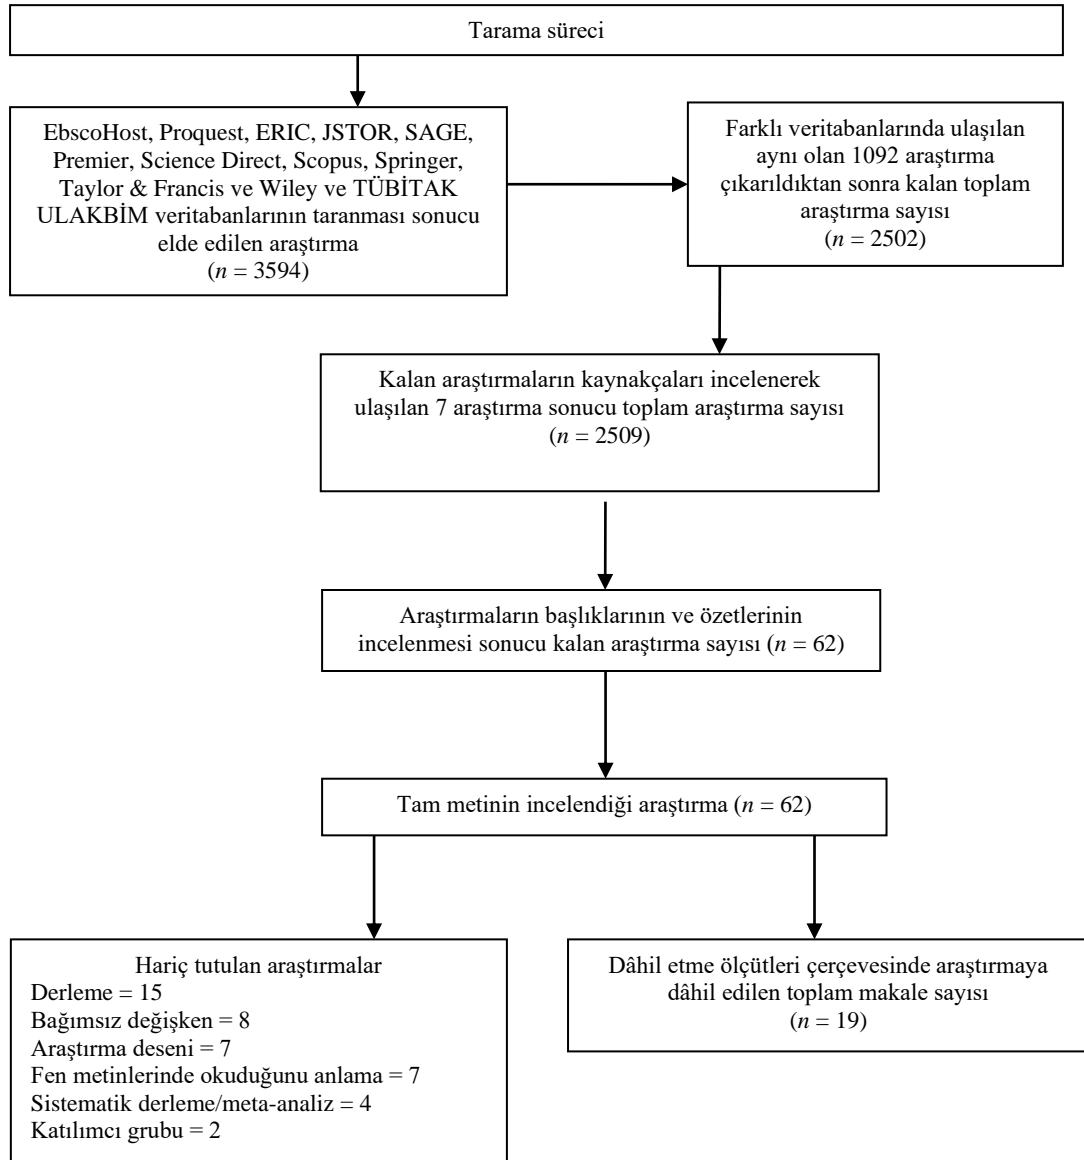 Tarama süreci
EbscoHost, Proquest, ERIC, JSTOR, SAGE,
Premier, Science Direct, Scopus, Springer,
Taylor & Francis ve Wiley ve TÜBİTAK
ULAKBİM veritabanlarının taranması sonucu
elde edilen araştırma
(n = 3594)
Farklı veritabanlarında ulaşılan
aynı olan 1092 araştırma
çıkarıldıktan sonra kalan toplam
araştırma sayısı
(n = 2502)
Kalan araştırmaların kaynakçaları incelenerek
ulaşılan 7 araştırma sonucu toplam araştırma sayısı
(n = 2509)
Araştırmaların başlıklarının ve özetlerinin
incelenmesi sonucu kalan araştırma sayısı (n = 62)
Tam metinin incelendiği araştırma (n = 62)
Hariç tutulan araştırmalar
Derleme = 15
Bağımsız değişken = 8
Araştırma deseni = 7
Fen metinlerinde okuduğunu anlama = 7
Sistematik derleme/meta-analiz = 4
Katılımcı grubu = 2
Dâhil etme ölçütleri çerçevesinde araştırmaya
dâhil edilen toplam makale sayısı
(n = 19)